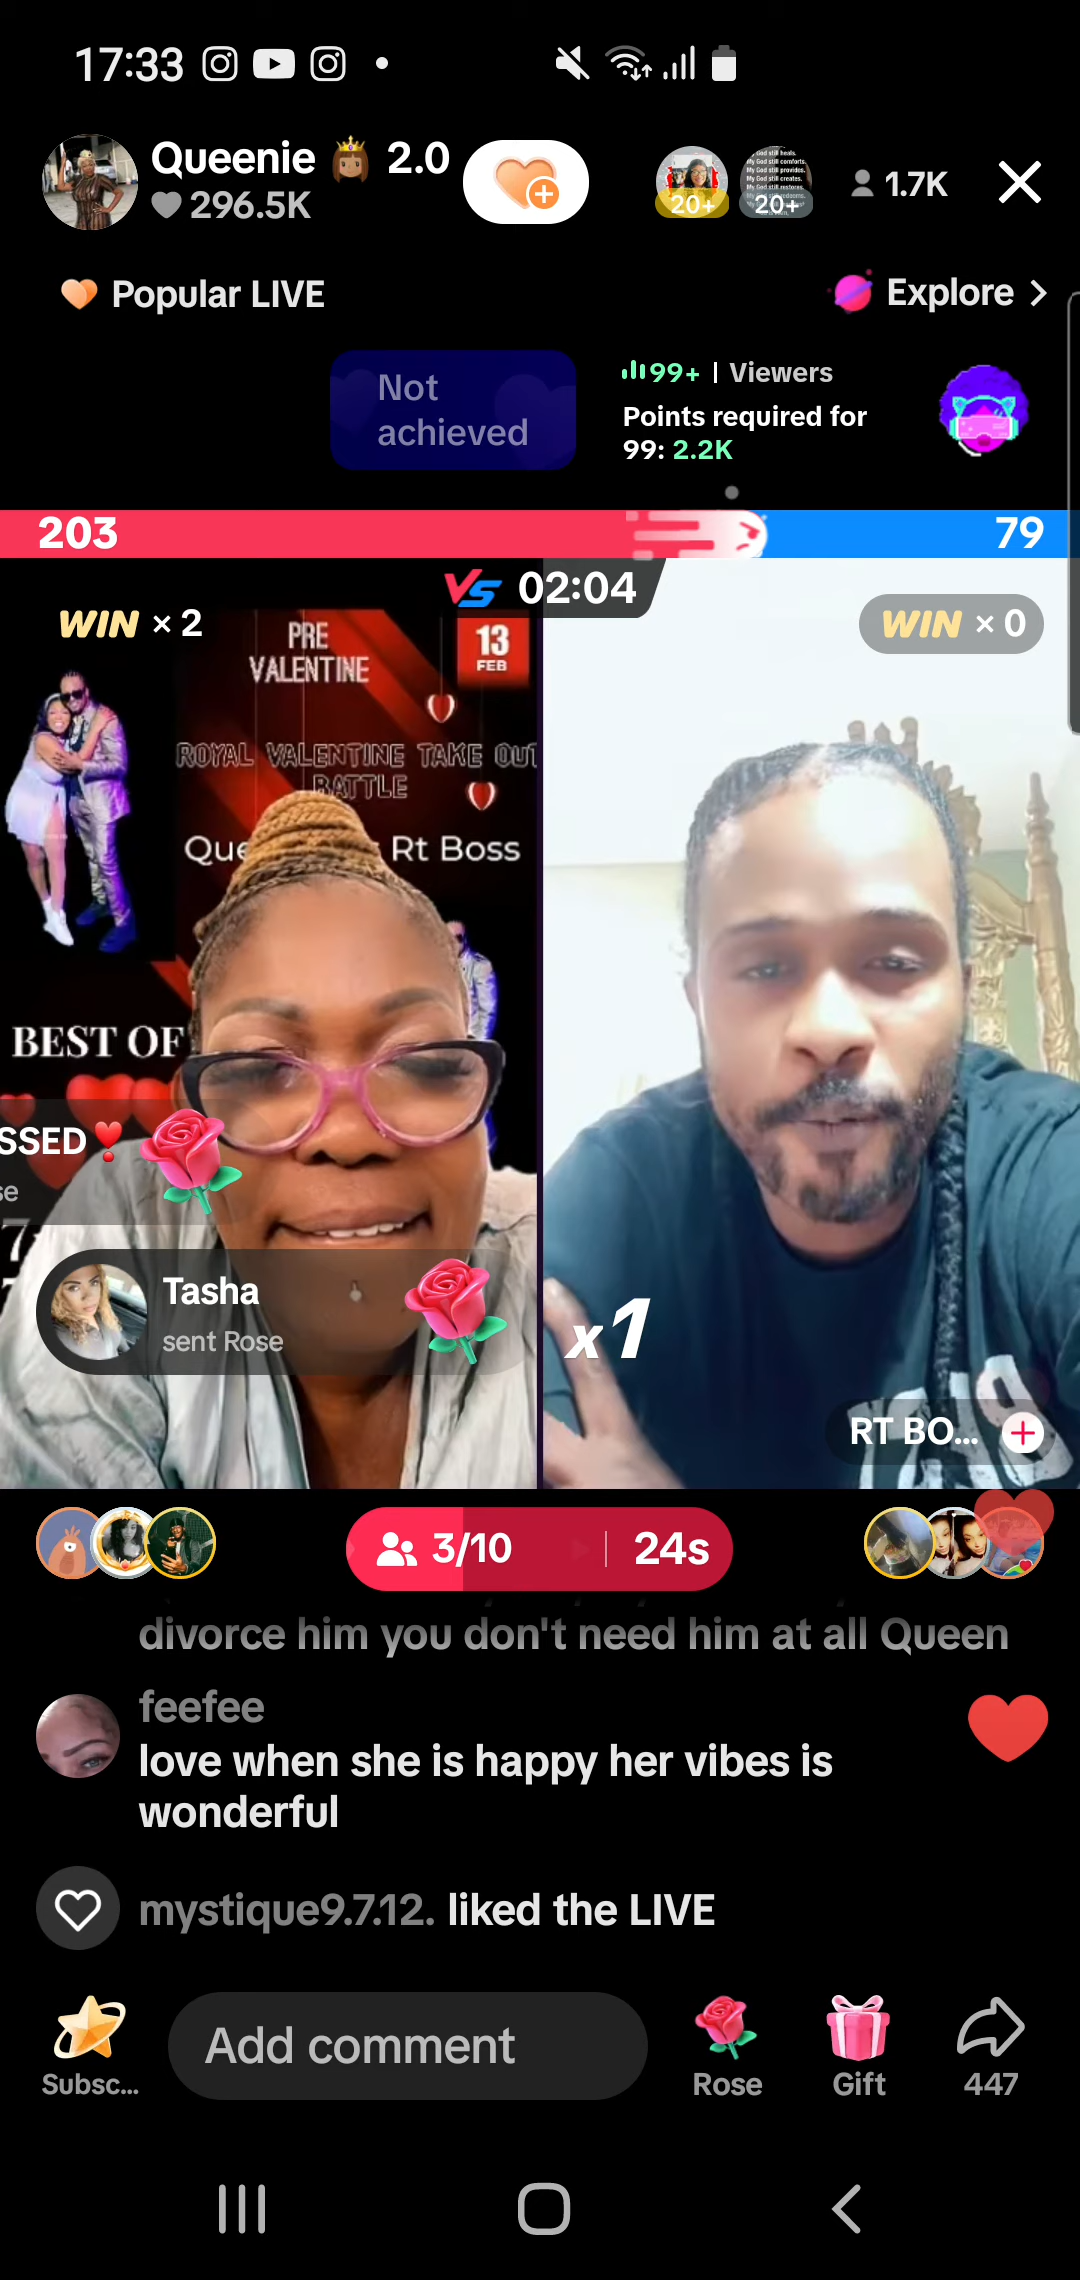 17:33
Queenie 2.0
296.5K
20+
20+
1.7K
Popular LIVE
Explore
Not
achieved
99+ | Viewers
Points required for
99: 2.2K
203
79
VS 02:04
WIN × 2
WIN × 0
PRE
VALENTINE
13
FEB
ROYAL VALENTINE TAKE OUT
BATTLE
Rt Boss
BEST OF
SSED
se
Tasha
sent Rose
x1
RT BO...
3/10
24s
divorce him you don't need him at all Queen
feefee
love when she is happy her vibes is
wonderful
mystique9.7.12. liked the LIVE
Subsc...
Add comment
Rose
Gift
447